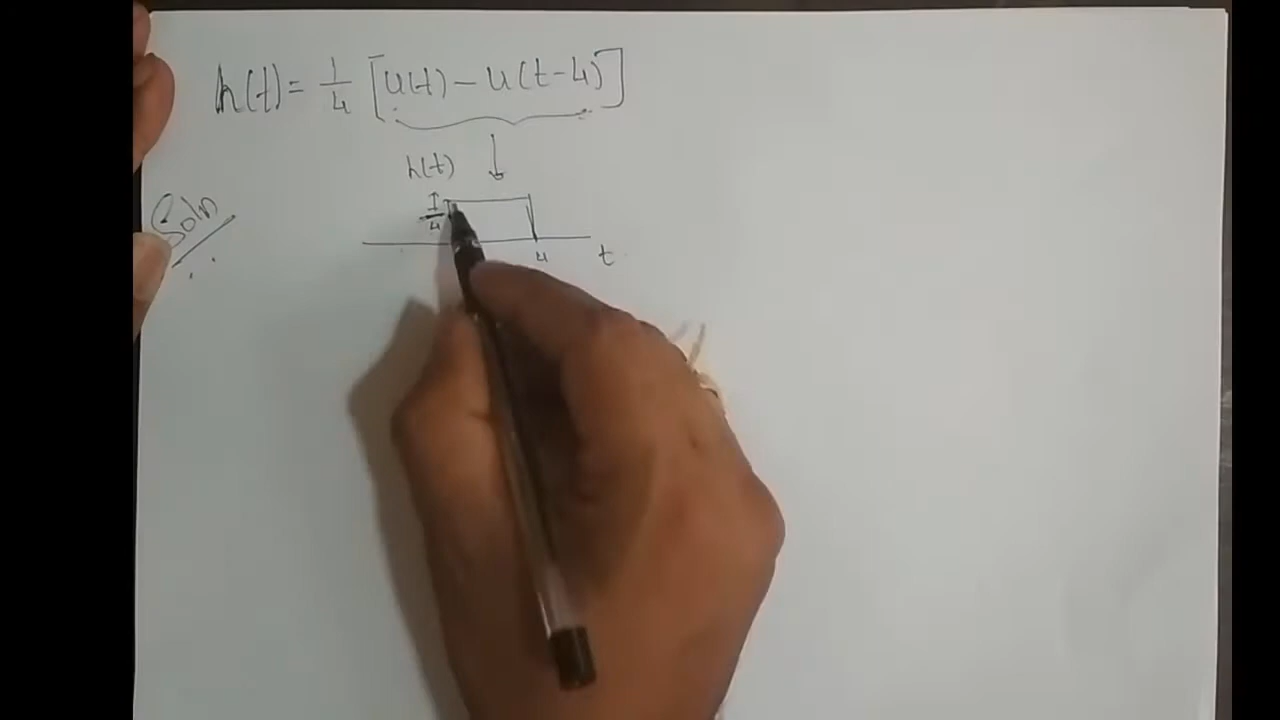 h(t) = 1/4 [u(t) - u(t-4)]
h(t)
1/4
4 t
Soln